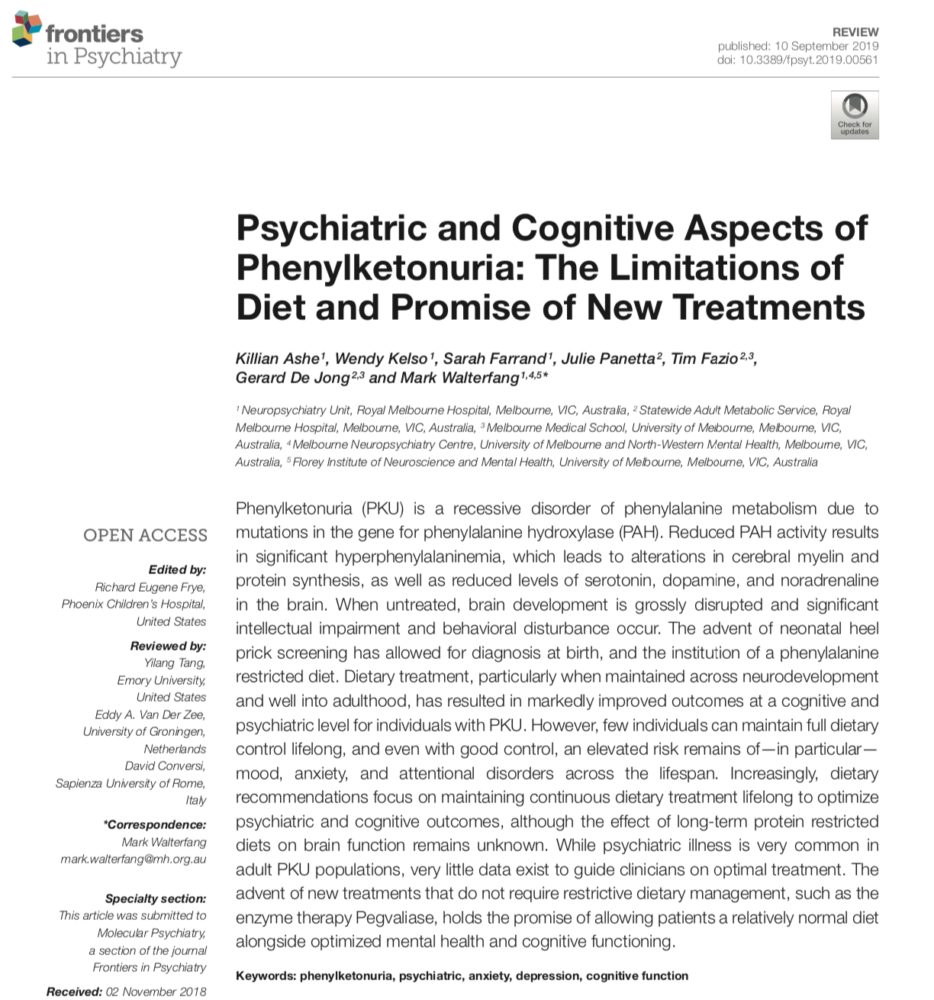 frontiers
in Psychiatry
REVIEW
published: 10 September 2019
doi: 10.3389/fpsyt.2019.00561
Check for
updates
Psychiatric and Cognitive Aspects of
Phenylketonuria: The Limitations of
Diet and Promise of New Treatments
Killian Ashe¹, Wendy Kelso¹, Sarah Farrand¹, Julie Panetta², Tim Fazio²,³,
Gerard De Jong²,³ and Mark Walterfang¹,⁴,⁵*
¹ Neuropsychiatry Unit, Royal Melbourne Hospital, Melbourne, VIC, Australia, ² Statewide Adult Metabolic Service, Royal
Melbourne Hospital, Melbourne, VIC, Australia, ³ Melbourne Medical School, University of Melbourne, Melbourne, VIC,
Australia, ⁴ Melbourne Neuropsychiatry Centre, University of Melbourne and North-Western Mental Health, Melbourne, VIC,
Australia, ⁵ Florey Institute of Neuroscience and Mental Health, University of Melbourne, Melbourne, VIC, Australia
OPEN ACCESS
Edited by:
Richard Eugene Frye,
Phoenix Children's Hospital,
United States
Reviewed by:
Yilang Tang,
Emory University,
United States
Eddy A. Van Der Zee,
University of Groningen,
Netherlands
David Conversi,
Sapienza University of Rome,
Italy
*Correspondence:
Mark Walterfang
mark.walterfang@mh.org.au
Specialty section:
This article was submitted to
Molecular Psychiatry,
a section of the journal
Frontiers in Psychiatry
Received: 02 November 2018
Phenylketonuria (PKU) is a recessive disorder of phenylalanine metabolism due to
mutations in the gene for phenylalanine hydroxylase (PAH). Reduced PAH activity results
in significant hyperphenylalaninemia, which leads to alterations in cerebral myelin and
protein synthesis, as well as reduced levels of serotonin, dopamine, and noradrenaline
in the brain. When untreated, brain development is grossly disrupted and significant
intellectual impairment and behavioral disturbance occur. The advent of neonatal heel
prick screening has allowed for diagnosis at birth, and the institution of a phenylalanine
restricted diet. Dietary treatment, particularly when maintained across neurodevelopment
and well into adulthood, has resulted in markedly improved outcomes at a cognitive and
psychiatric level for individuals with PKU. However, few individuals can maintain full dietary
control lifelong, and even with good control, an elevated risk remains of—in particular—
mood, anxiety, and attentional disorders across the lifespan. Increasingly, dietary
recommendations focus on maintaining continuous dietary treatment lifelong to optimize
psychiatric and cognitive outcomes, although the effect of long-term protein restricted
diets on brain function remains unknown. While psychiatric illness is very common in
adult PKU populations, very little data exist to guide clinicians on optimal treatment. The
advent of new treatments that do not require restrictive dietary management, such as the
enzyme therapy Pegvaliase, holds the promise of allowing patients a relatively normal diet
alongside optimized mental health and cognitive functioning.
Keywords: phenylketonuria, psychiatric, anxiety, depression, cognitive function